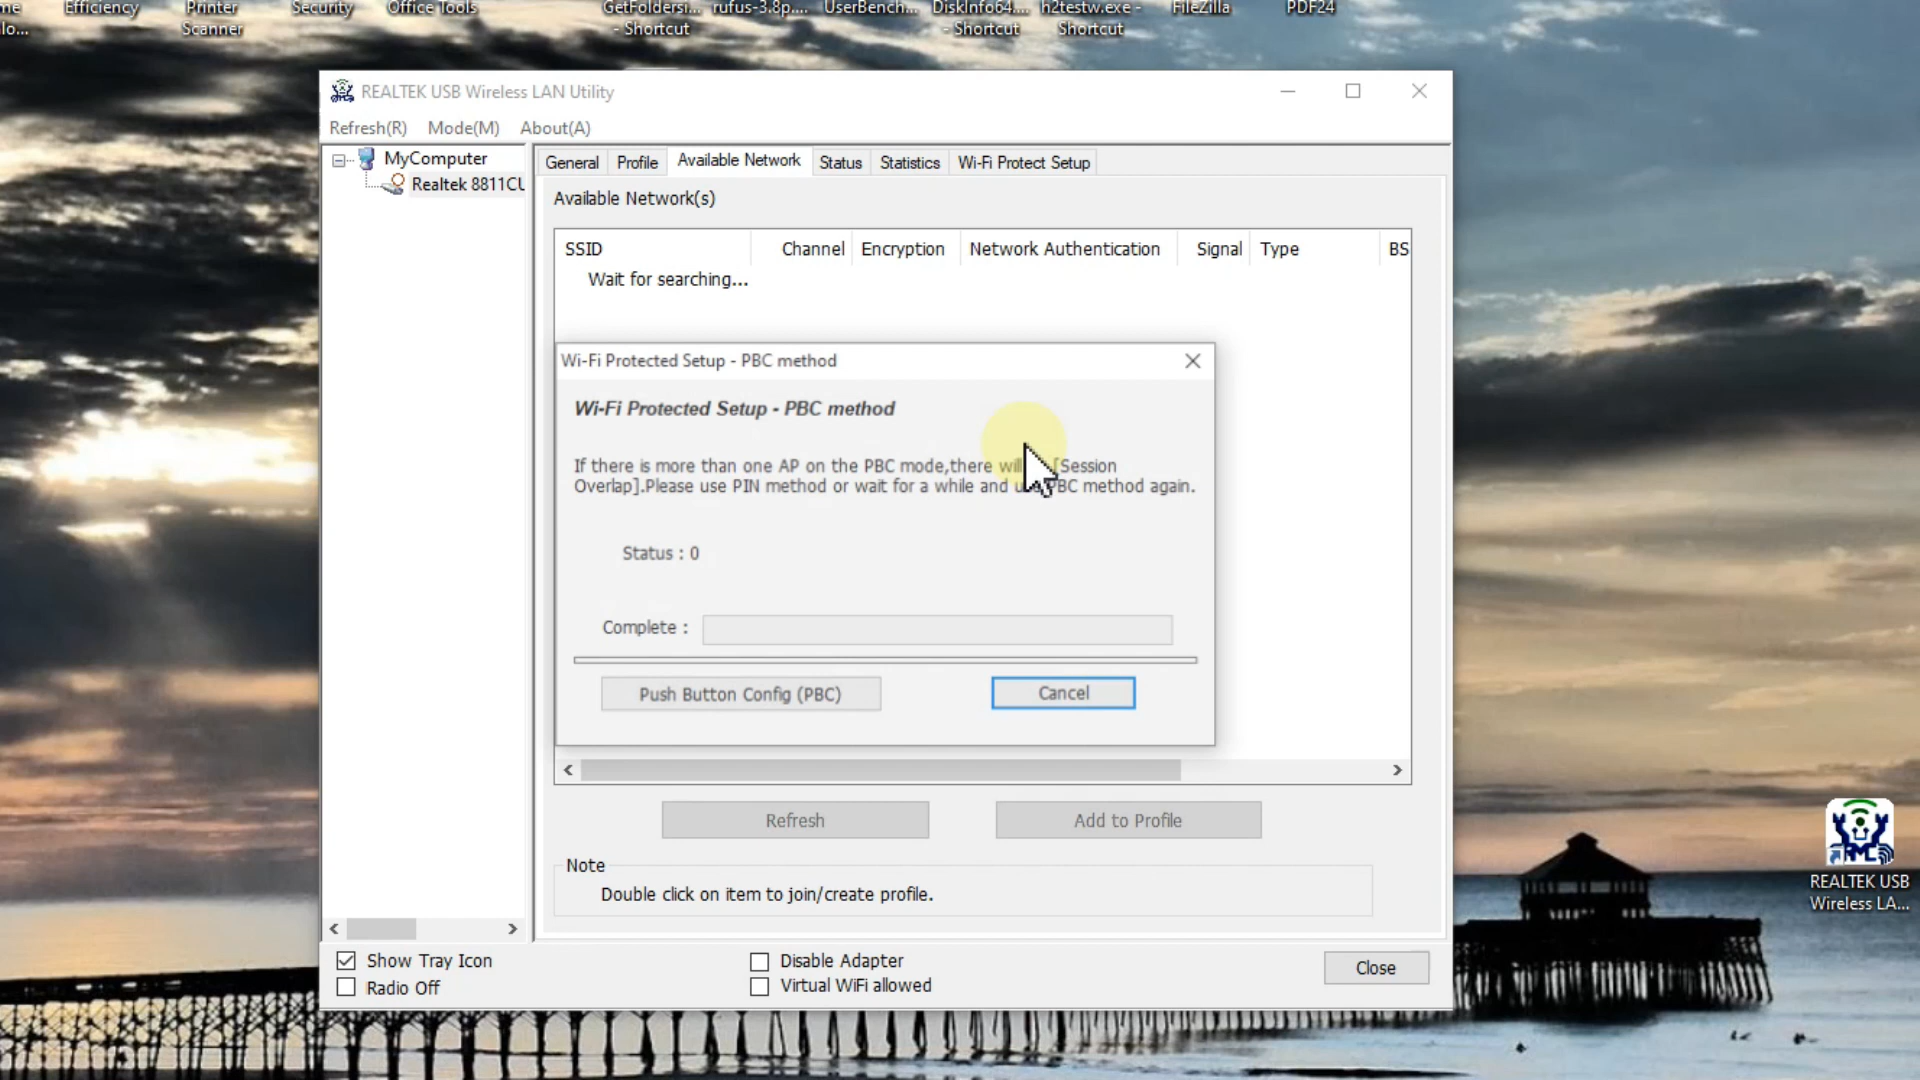 Efficiency
Printer
Scanner
Security
Office Tools
GetFoldersi...
- Shortcut
rufus-3.8p....
UserBench...
DiskInfo64....
- Shortcut
h2testw.exe -
Shortcut
FileZilla
PDF24
REALTEK USB Wireless LAN Utility
Refresh(R) Mode(M) About(A)
MyComputer
Realtek 8811CU
General Profile Available Network Status Statistics Wi-Fi Protect Setup
Available Network(s)
SSID Channel Encryption Network Authentication Signal Type BS
Wait for searching...
Wi-Fi Protected Setup - PBC method
Wi-Fi Protected Setup - PBC method
If there is more than one AP on the PBC mode,there will [Session
Overlap].Please use PIN method or wait for a while and PBC method again.
Status : 0
Complete :
Push Button Config (PBC) Cancel
Refresh Add to Profile
Note
Double click on item to join/create profile.
Show Tray Icon
Radio Off
Disable Adapter
Virtual WiFi allowed
Close
REALTEK USB
Wireless LA...